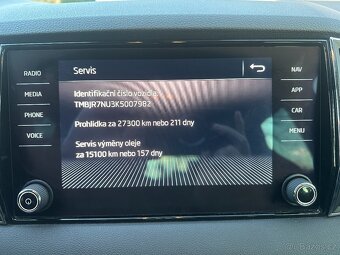 Servis
RADIO
MEDIA
PHONE
VOICE
Identifikační číslo vozidla:
TMBJR7NU3K5007982
Prohlídka za 27300 km nebo 211 dny
Servis výměny oleje
za 15100 km nebo 157 dny
NAV
APP
CAR
MENU